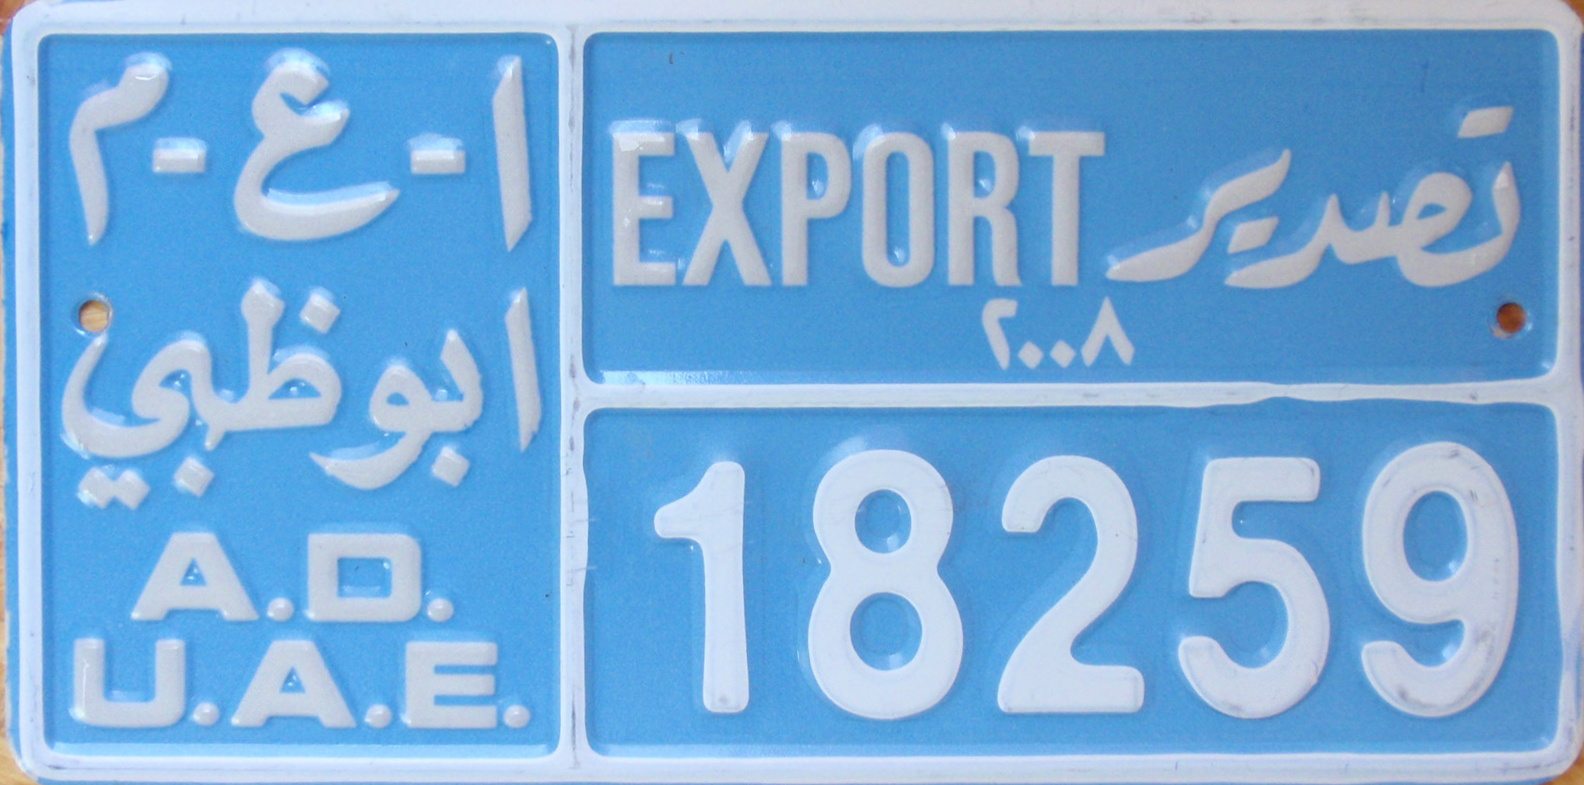 ا - ع - م
ابوظبي
A.D.
U.A.E.
EXPORT تصدير
٢٠٠٨
18259